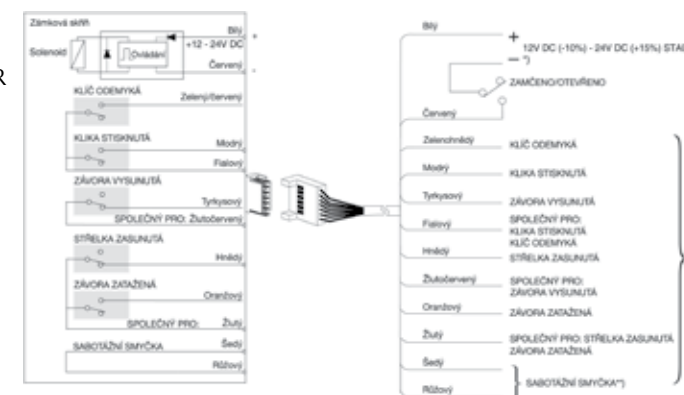 R
Zámková skříň
Solenoid
Ovládání
Bílý
+
+12 - 24V DC
Červený
-
KLÍČ ODEMYKÁ
Zelený/červený
KLIKA STISKNUTÁ
Modrý
Fialový
ZÁVORA VYSUNUTÁ
Tyrkysový
SPOLEČNÝ PRO: Žlutočervený
STŘELKA ZASUNUTÁ
Hnědý
ZÁVORA ZATAŽENÁ
Oranžový
SPOLEČNÝ PRO: Žlutý
SABOTÁŽNÍ SMYČKA
Šedý
Růžový
Bílý
+
12V DC (-10%) - 24V DC (+15%) STAB
— *)
ZAMČENO/OTEVŘENO
Červený
Zelenohnědý KLÍČ ODEMYKÁ
Modrý KLIKA STISKNUTÁ
Tyrkysový ZÁVORA VYSUNUTÁ
Fialový SPOLEČNÝ PRO:
KLIKA STISKNUTÁ
KLÍČ ODEMYKÁ
Hnědý STŘELKA ZASUNUTÁ
Žlutočervený SPOLEČNÝ PRO:
ZÁVORA VYSUNUTÁ
Oranžový ZÁVORA ZATAŽENÁ
Žlutý SPOLEČNÝ PRO: STŘELKA ZASUNUTÁ
ZÁVORA ZATAŽENÁ
Šedý
SABOTÁŽNÍ SMYČKA**)
Růžový